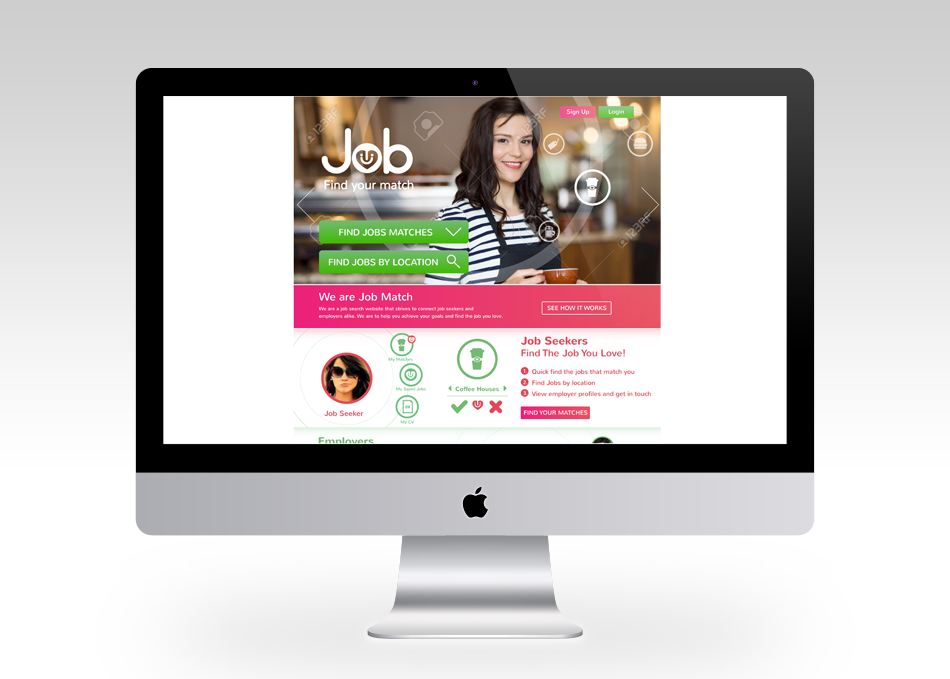 Sign Up
Login
Job
Find your match
FIND JOBS MATCHES
FIND JOBS BY LOCATION
We are Job Match
We are a job search website that strives to connect job seekers and
employers alike. We are to help you achieve your goals and find the job you love.
SEE HOW IT WORKS
My Matches
My Saved Jobs
My CV
Job Seeker
Coffee Houses
Job Seekers
Find The Job You Love!
1 Quick find the jobs that match you
2 Find Jobs by location
3 View employer profiles and get in touch
FIND YOUR MATCHES
Employers
123RF
123RF